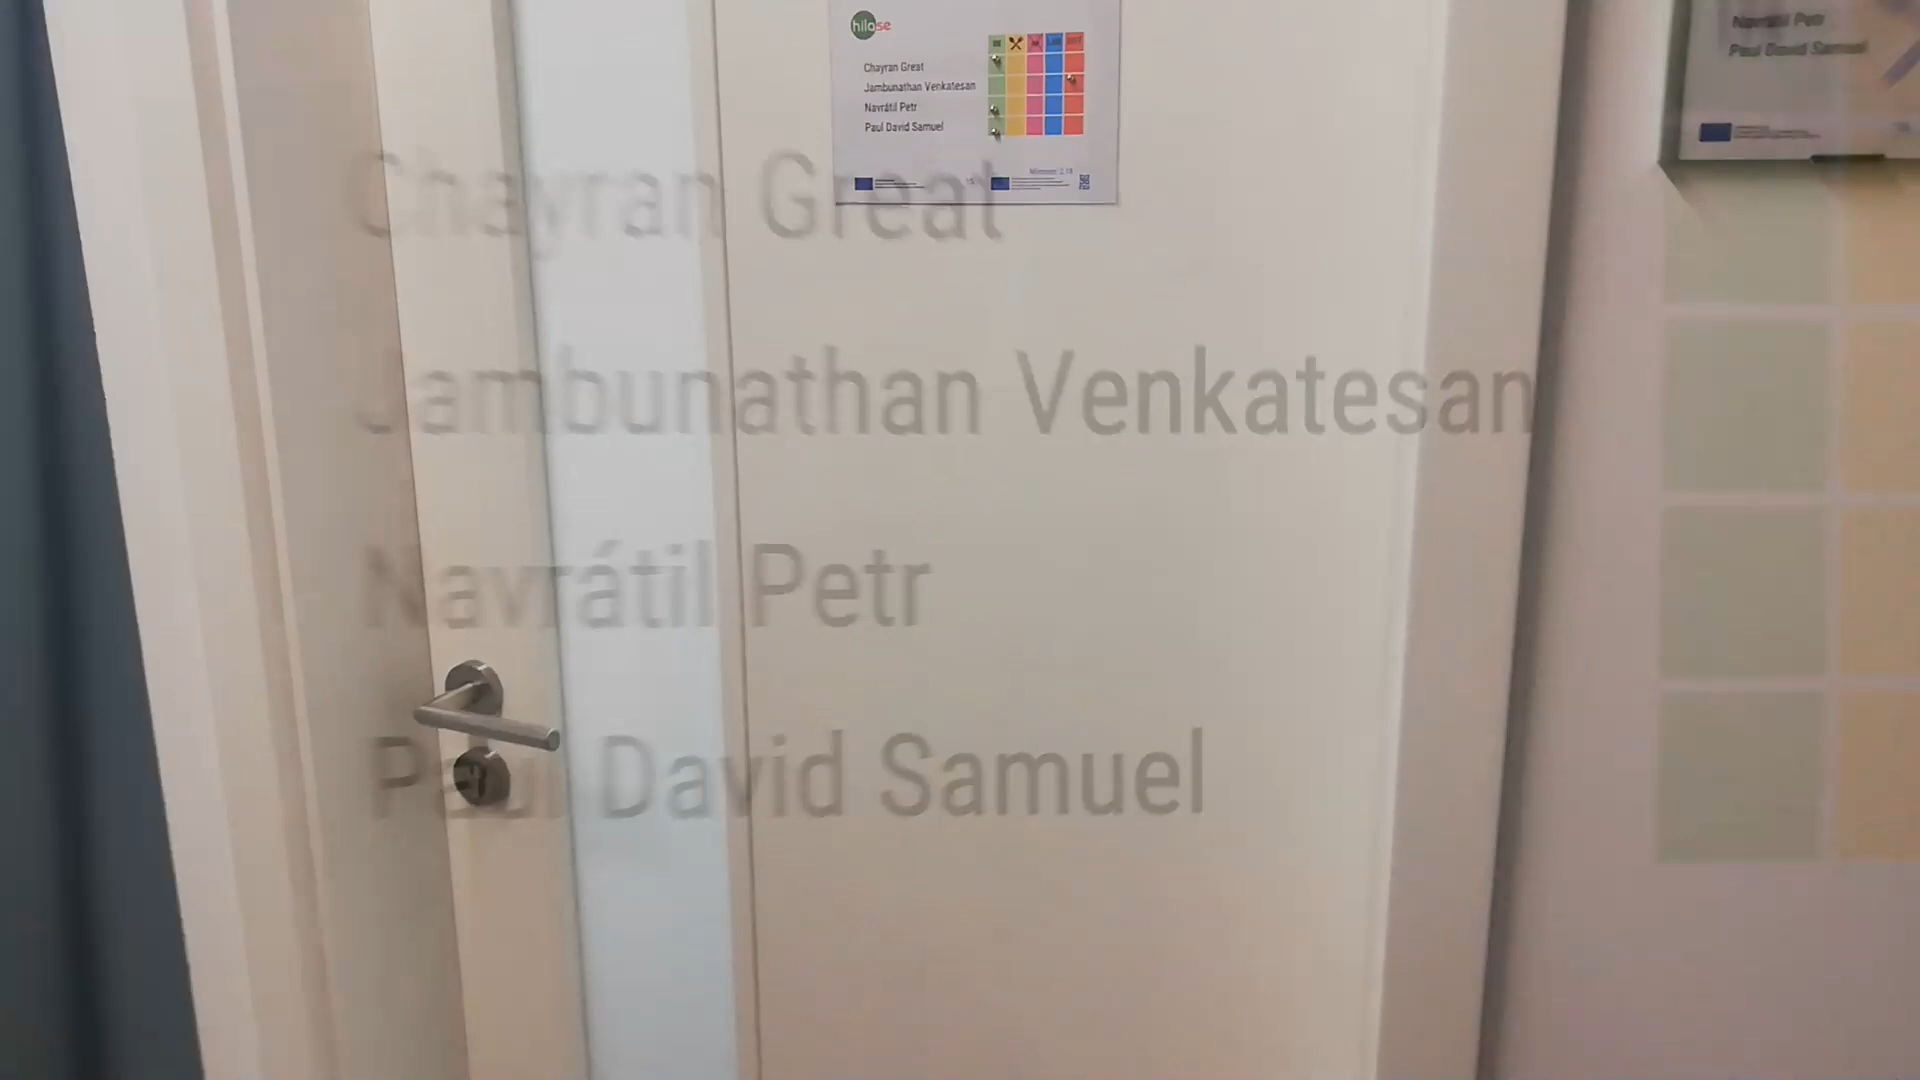 hilase
Chayran Great
Jambunathan Venkatesan
Navrátil Petr
Paul David Samuel
Chayran Great
Jambunathan Venkatesan
Navrátil Petr
Paul David Samuel
Navrátil Petr
Paul David Samuel